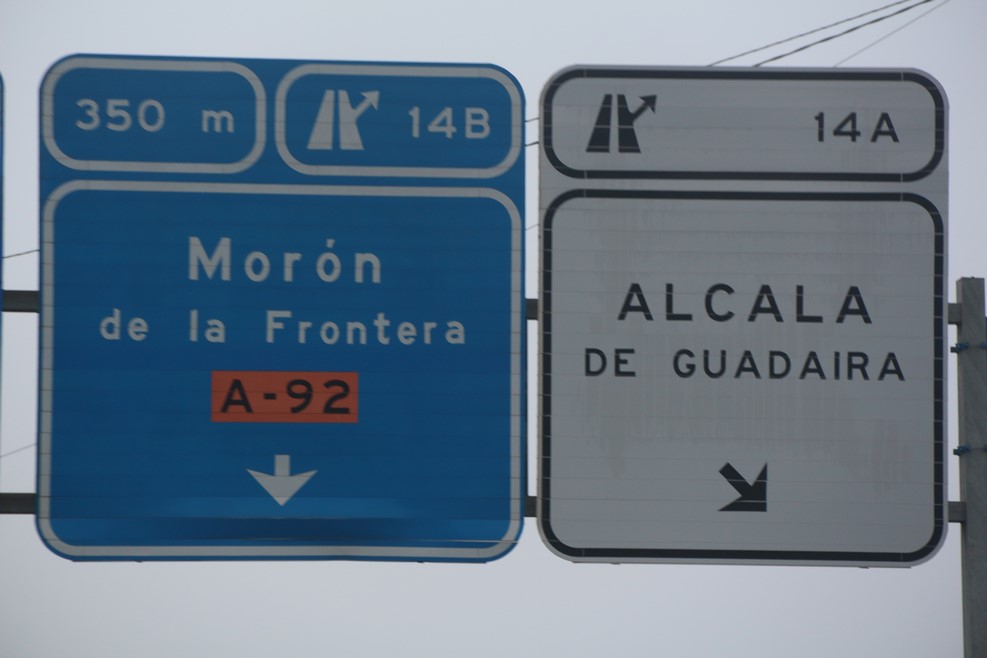 350 m 14B
Morón
de la Frontera
A-92
14A
ALCALA
DE GUADAIRA